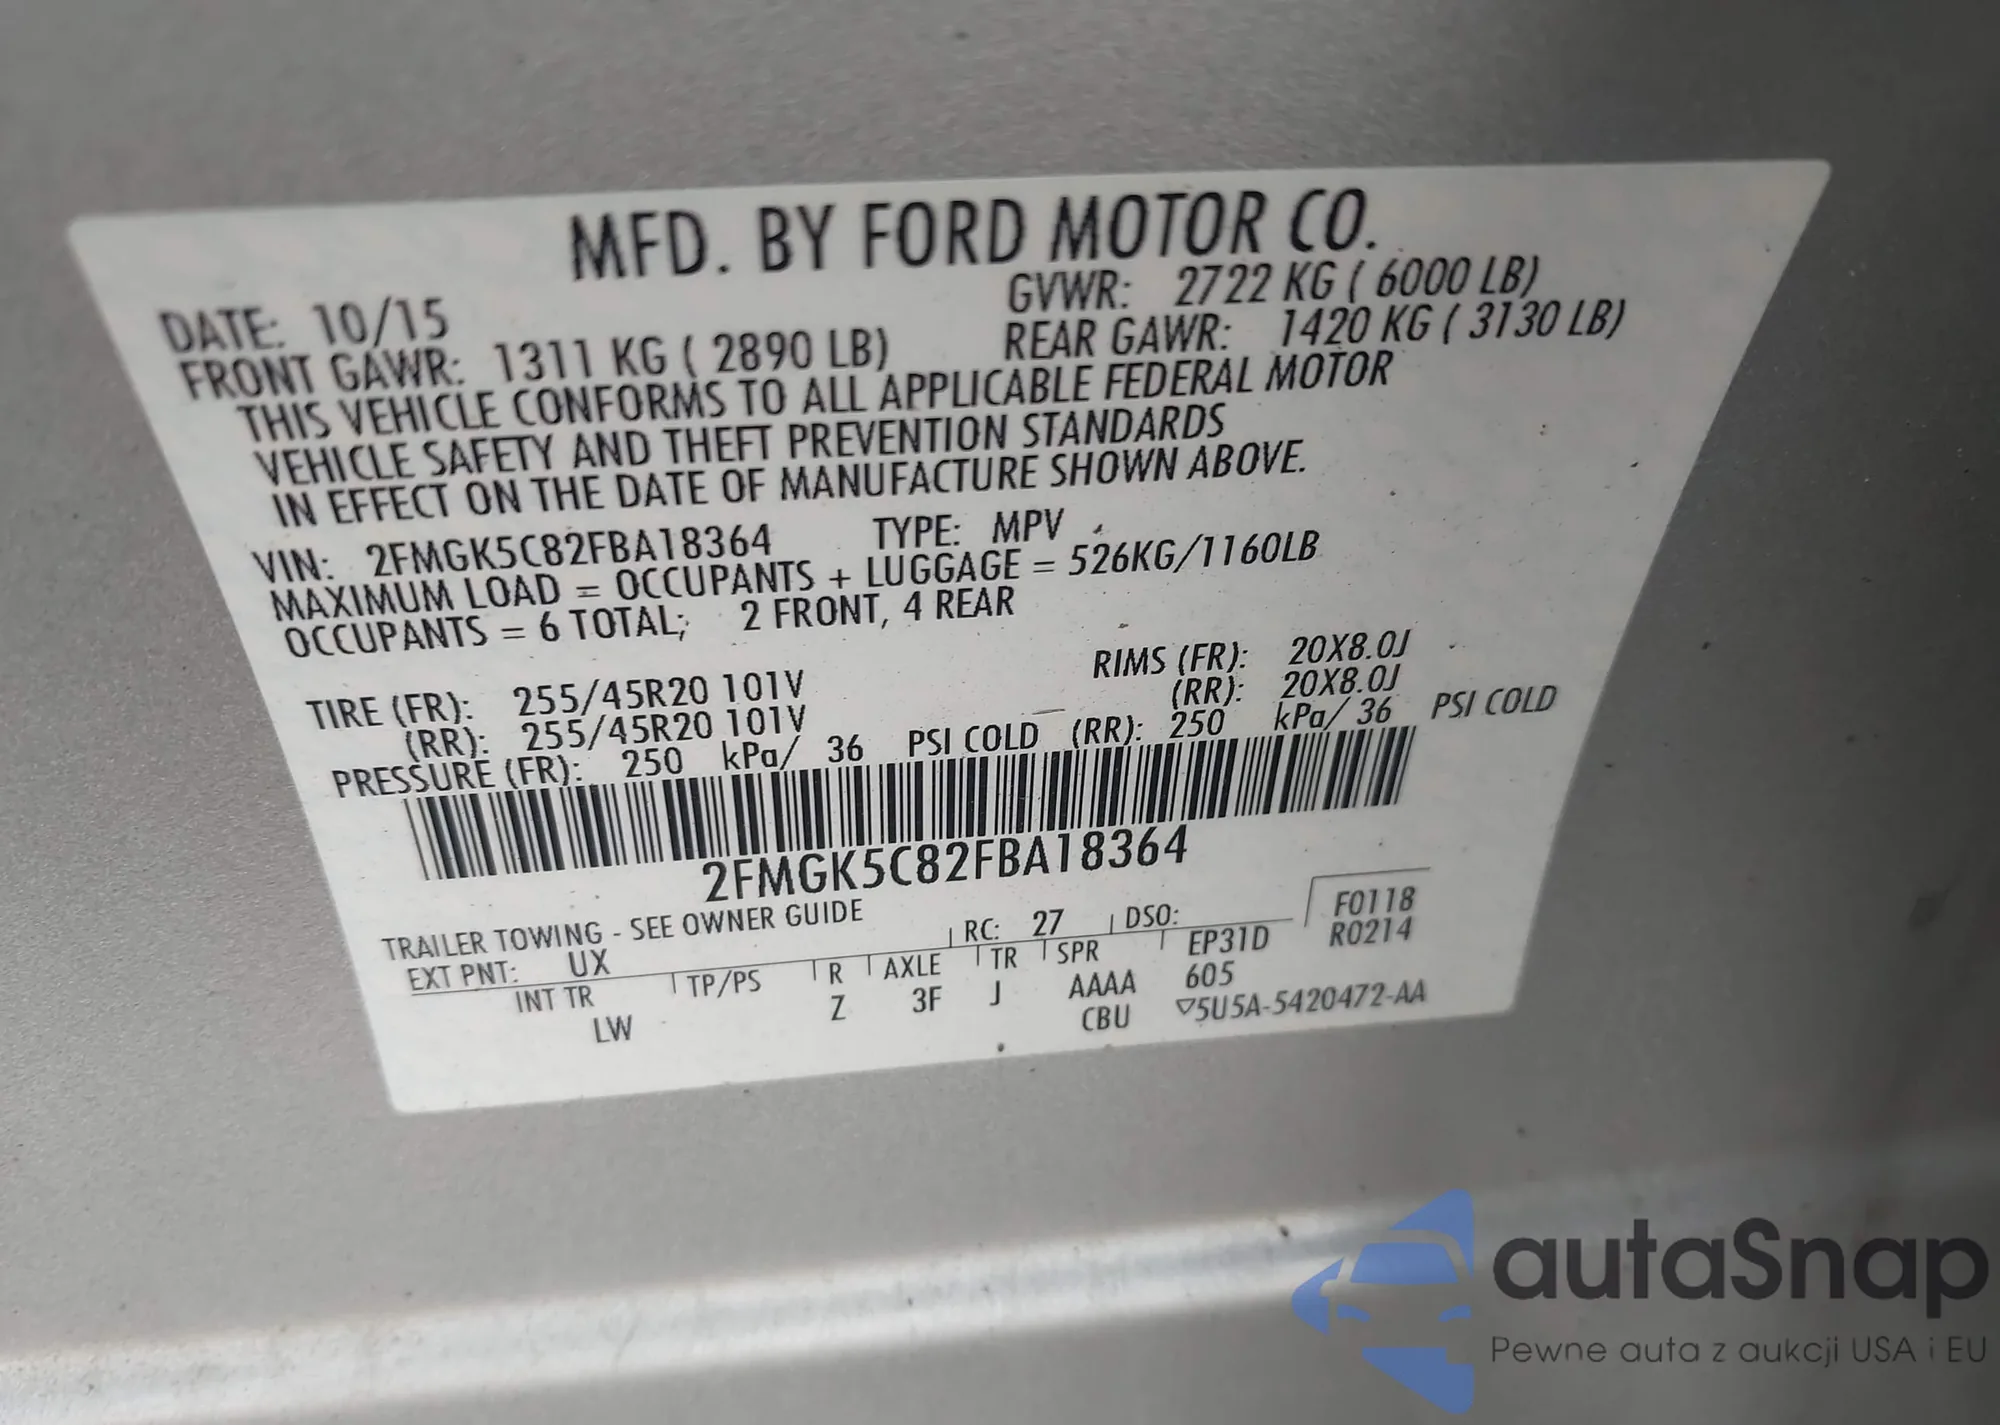 MFD. BY FORD MOTOR CO.
DATE: 10/15 GVWR: 2722 KG ( 6000 LB)
FRONT GAWR: 1311 KG ( 2890 LB) REAR GAWR: 1420 KG ( 3130 LB)
THIS VEHICLE CONFORMS TO ALL APPLICABLE FEDERAL MOTOR
VEHICLE SAFETY AND THEFT PREVENTION STANDARDS
IN EFFECT ON THE DATE OF MANUFACTURE SHOWN ABOVE.
VIN: 2FMGK5C82FBA18364 TYPE: MPV
MAXIMUM LOAD = OCCUPANTS + LUGGAGE = 526KG/1160LB
OCCUPANTS = 6 TOTAL; 2 FRONT, 4 REAR
TIRE (FR): 255/45R20 101V RIMS (FR): 20X8.0J
(RR): 255/45R20 101V (RR): 20X8.0J
PRESSURE (FR): 250 kPa/ 36 PSI COLD (RR): 250 kPa/ 36 PSI COLD
2FMGK5C82FBA18364
TRAILER TOWING - SEE OWNER GUIDE
F0118
EXT PNT: UX RC: 27 DSO: R0214
INT TR TP/PS R AXLE TR SPR EP31D
LW Z 3F J AAAA 605
CBU ▽5U5A-5420472-AA
autaSnap
Pewne auta z aukcji USA i EU